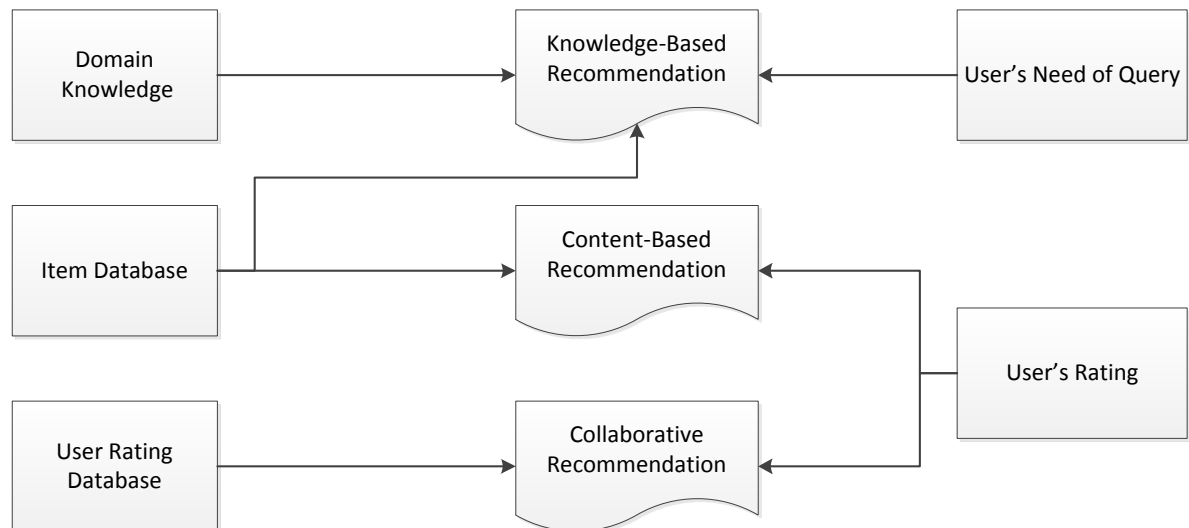 Domain
Knowledge
Knowledge-Based
Recommendation
User’s Need of Query
Item Database
Content-Based
Recommendation
User’s Rating
User Rating
Database
Collaborative
Recommendation